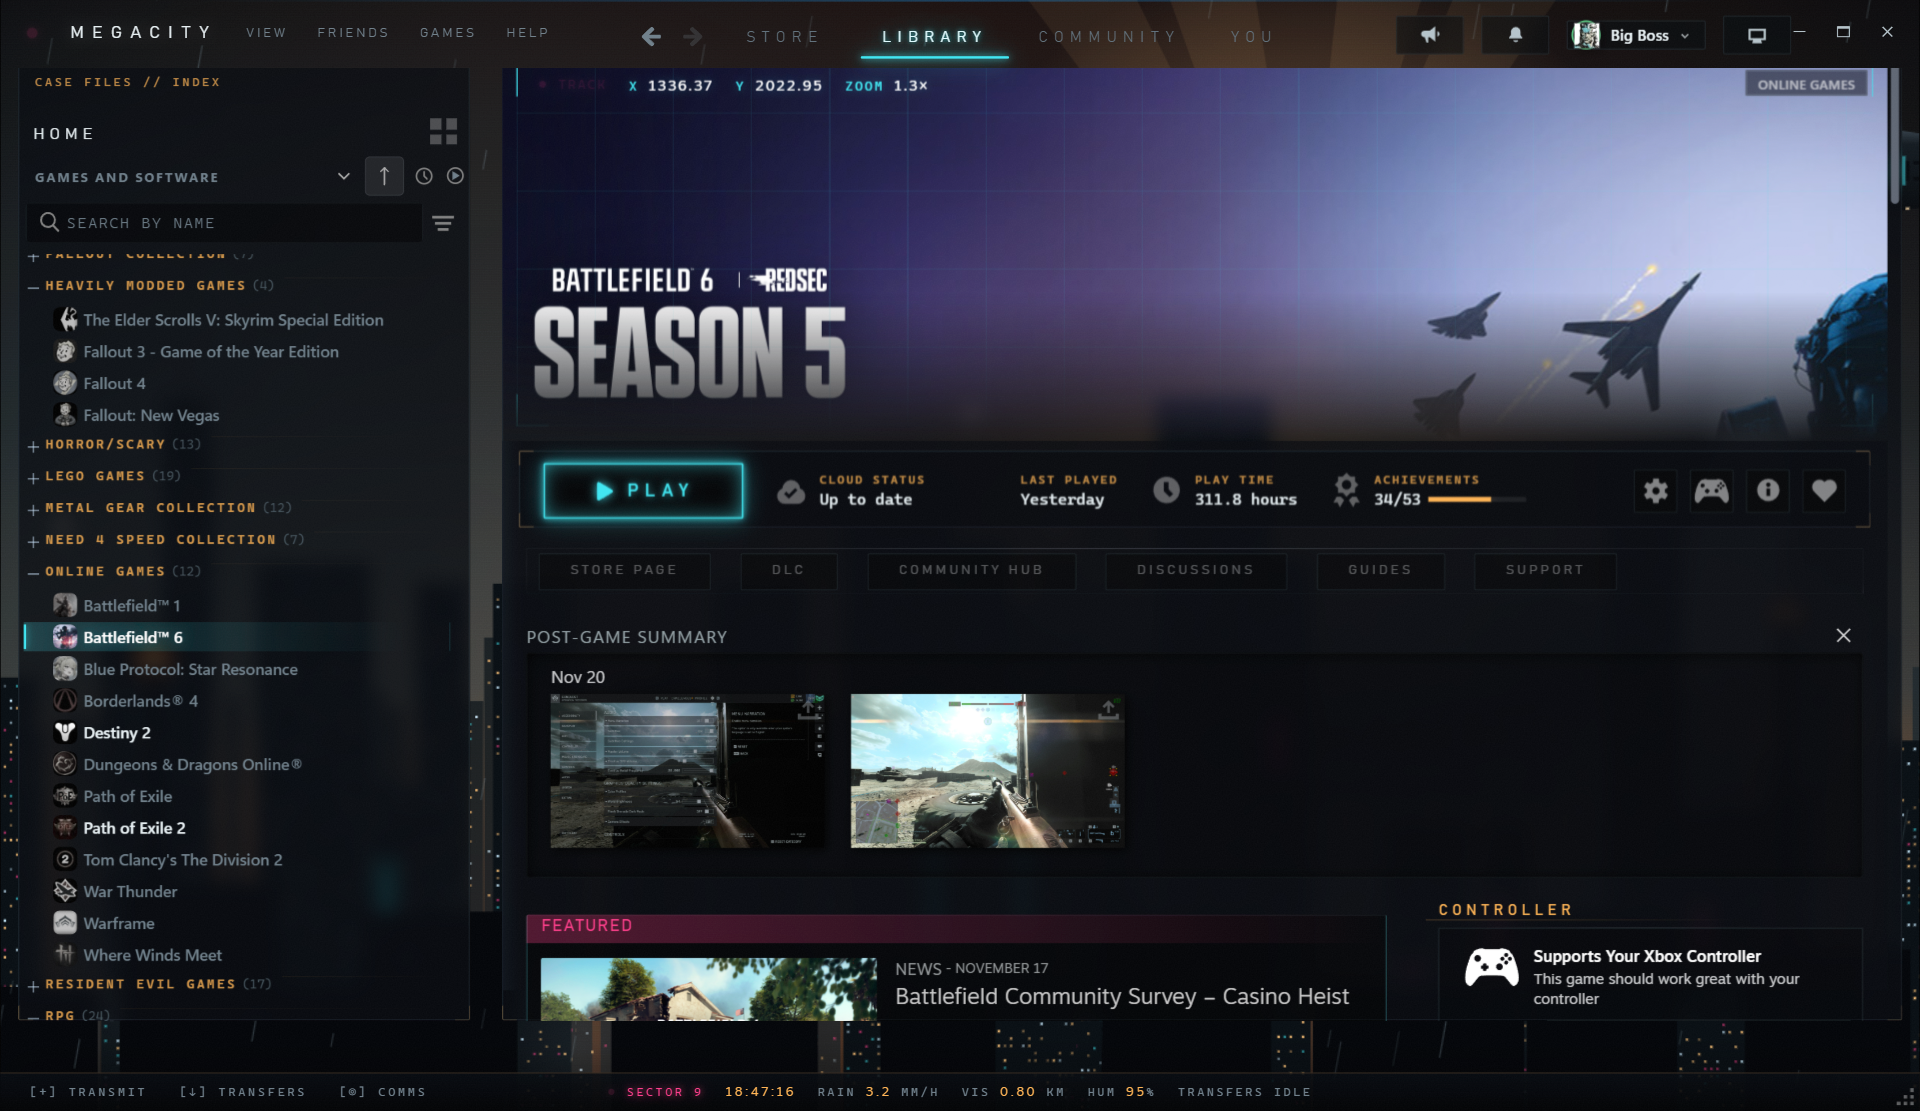 MEGACITY VIEW FRIENDS GAMES HELP
STORE LIBRARY COMMUNITY YOU
Big Boss
CASE FILES // INDEX
HOME
GAMES AND SOFTWARE
SEARCH BY NAME
FALLOUT COLLECTION (7)
HEAVILY MODDED GAMES (4)
The Elder Scrolls V: Skyrim Special Edition
Fallout 3 - Game of the Year Edition
Fallout 4
Fallout: New Vegas
HORROR/SCARY (13)
LEGO GAMES (19)
METAL GEAR COLLECTION (12)
NEED 4 SPEED COLLECTION (7)
ONLINE GAMES (12)
Battlefield™ 1
Battlefield™ 6
Blue Protocol: Star Resonance
Borderlands® 4
Destiny 2
Dungeons & Dragons Online®
Path of Exile
Path of Exile 2
Tom Clancy's The Division 2
War Thunder
Warframe
Where Winds Meet
RESIDENT EVIL GAMES (17)
RPG (24)
TRACK X 1336.37 Y 2022.95 ZOOM 1.3×
ONLINE GAMES
BATTLEFIELD 6 | REDSEC
SEASON 5
PLAY
CLOUD STATUS
Up to date
LAST PLAYED
Yesterday
PLAY TIME
311.8 hours
ACHIEVEMENTS
34/53
STORE PAGE DLC COMMUNITY HUB DISCUSSIONS GUIDES SUPPORT
POST-GAME SUMMARY
Nov 20
FEATURED
NEWS - NOVEMBER 17
Battlefield Community Survey – Casino Heist
CONTROLLER
Supports Your Xbox Controller
This game should work great with your
controller
[+] TRANSMIT [↓] TRANSFERS [◎] COMMS
SECTOR 9 18:47:16 RAIN 3.2 MM/H VIS 0.80 KM HUM 95% TRANSFERS IDLE